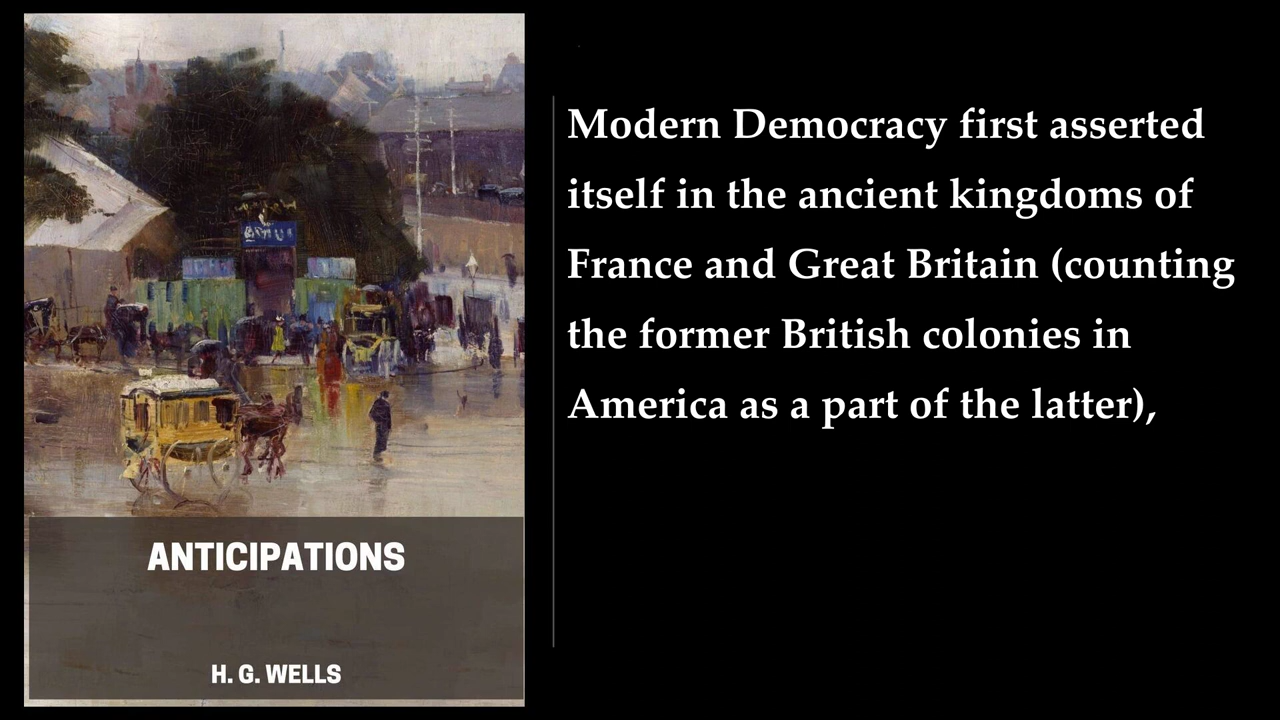 Modern Democracy first asserted
itself in the ancient kingdoms of
France and Great Britain (counting
the former British colonies in
America as a part of the latter),
ANTICIPATIONS
H. G. WELLS